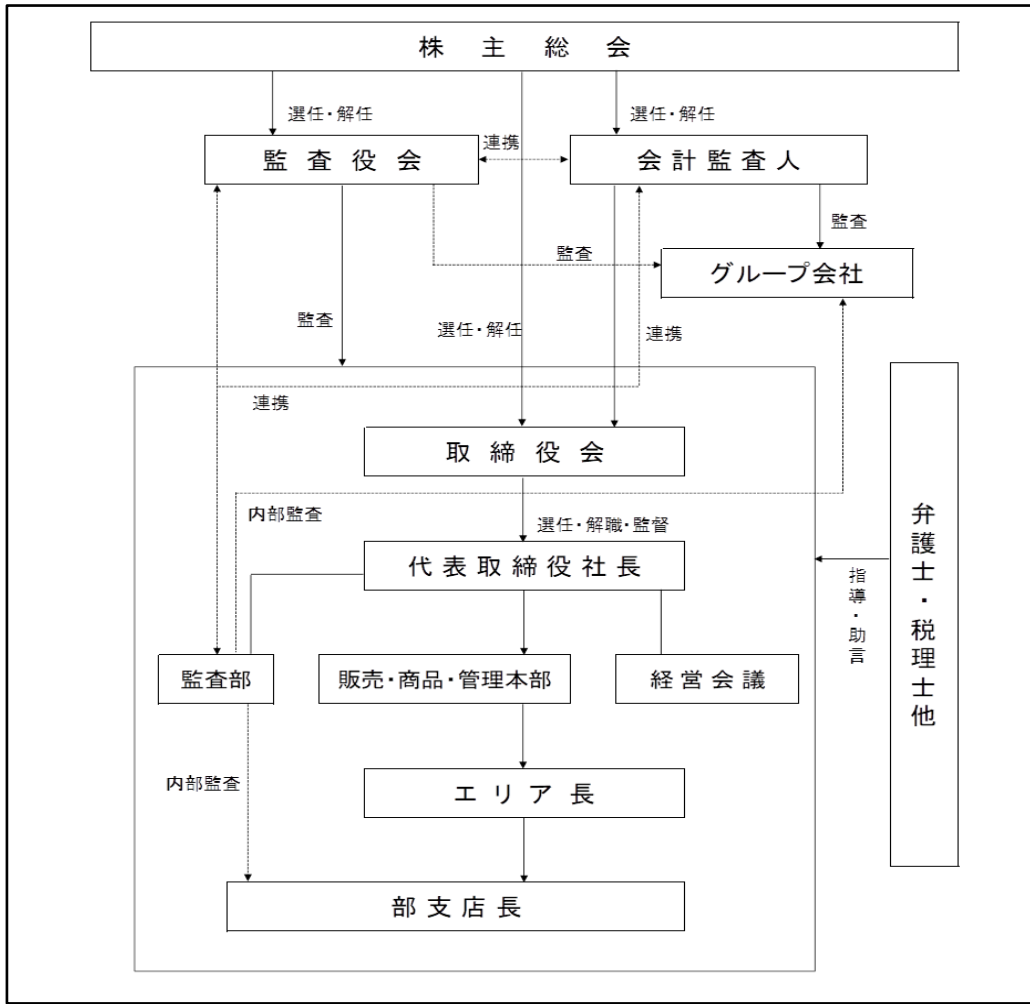 株主総会
選任・解任
選任・解任
連携
監査役会
会計監査人
監査
監査
グループ会社
監査
選任・解任
連携
連携
取締役会
内部監査
選任・解職・監督
代表取締役社長
指導・助言
弁護士・税理士他
監査部
販売・商品・管理本部
経営会議
内部監査
エリア長
部支店長